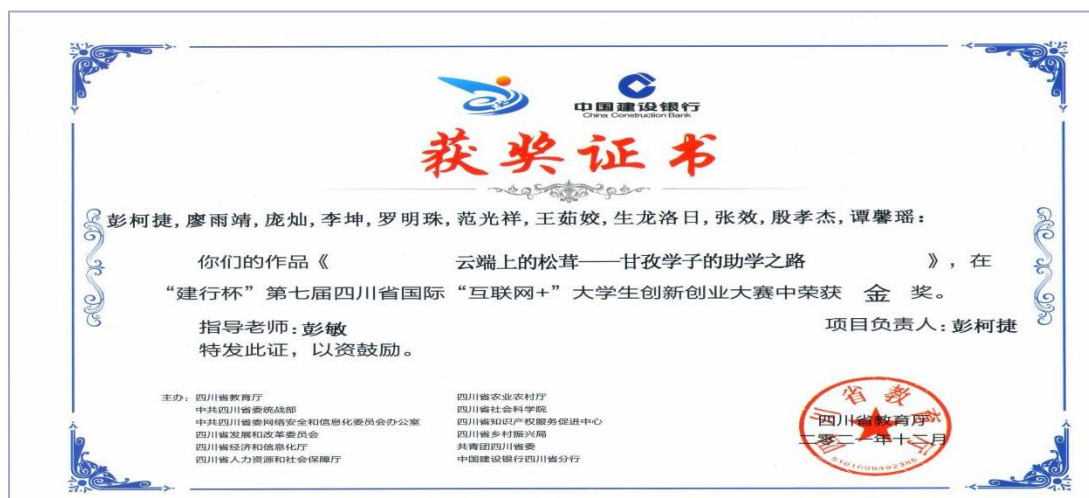 中国建设银行
China Construction Bank
获奖证书
彭柯捷,廖雨靖,庞灿,李坤,罗明珠,范光祥,王茹姣,生龙洛日,张效,殷孝杰,谭馨瑶:
你们的作品《 云端上的松茸——甘孜学子的助学之路 》,在
“建行杯”第七届四川省国际“互联网+”大学生创新创业大赛中荣获 金 奖。
指导老师:彭敏 项目负责人:彭柯捷
特发此证,以资鼓励。
主办: 四川省教育厅 四川省农业农村厅
中共四川省委统战部 四川省社会科学院
中共四川省委网络安全和信息化委员会办公室 四川省知识产权服务促进中心
四川省发展和改革委员会 四川省乡村振兴局
四川省经济和信息化厅 共青团四川省委
四川省人力资源和社会保障厅 中国建设银行四川省分行
四川省教育厅
二零二一年十二月